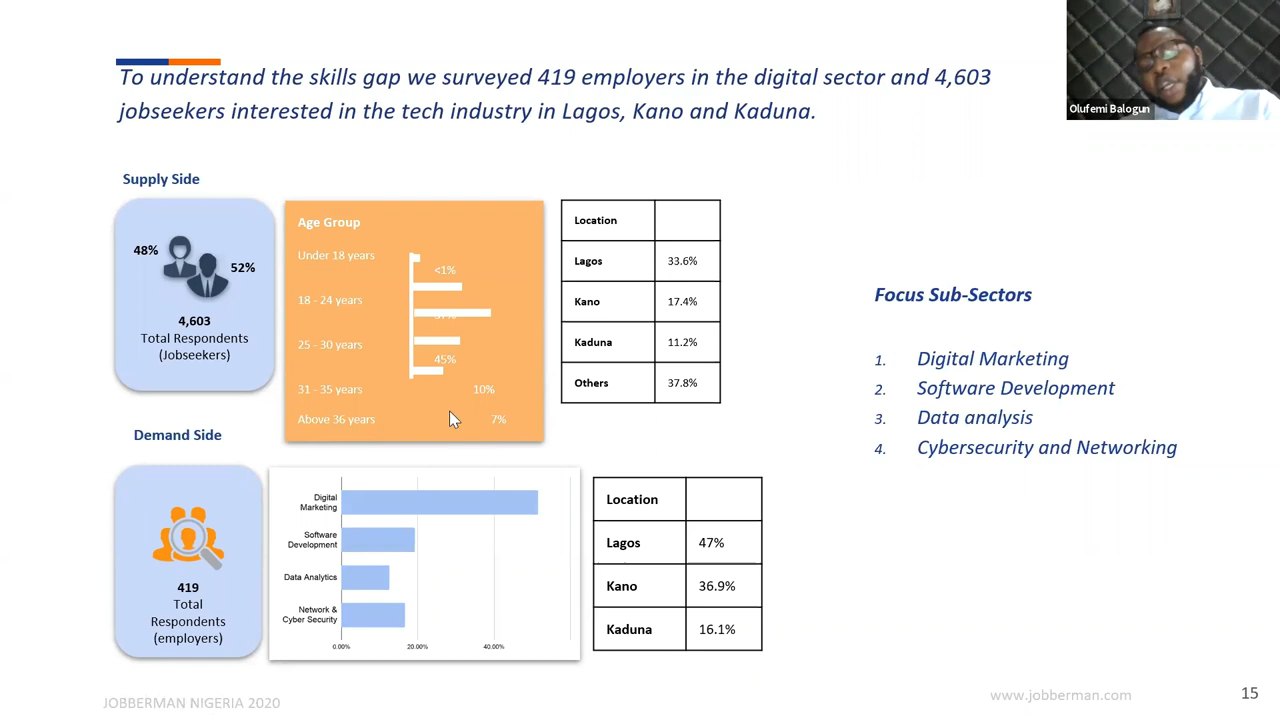 To understand the skills gap we surveyed 419 employers in the digital sector and 4,603
jobseekers interested in the tech industry in Lagos, Kano and Kaduna.
Olufemi Balogun
Supply Side
48%
52%
4,603
Total Respondents
(Jobseekers)
Age Group
Under 18 years
<1%
18 - 24 years
25 - 30 years
45%
31 - 35 years
10%
Above 36 years
7%
Location
Lagos 33.6%
Kano 17.4%
Kaduna 11.2%
Others 37.8%
Focus Sub-Sectors
1. Digital Marketing
2. Software Development
3. Data analysis
4. Cybersecurity and Networking
Demand Side
419
Total
Respondents
(employers)
Digital
Marketing
Software
Development
Data Analytics
Network &
Cyber Security
0.00% 20.00% 40.00%
Location
Lagos 47%
Kano 36.9%
Kaduna 16.1%
JOBBERMAN NIGERIA 2020
www.jobberman.com
15